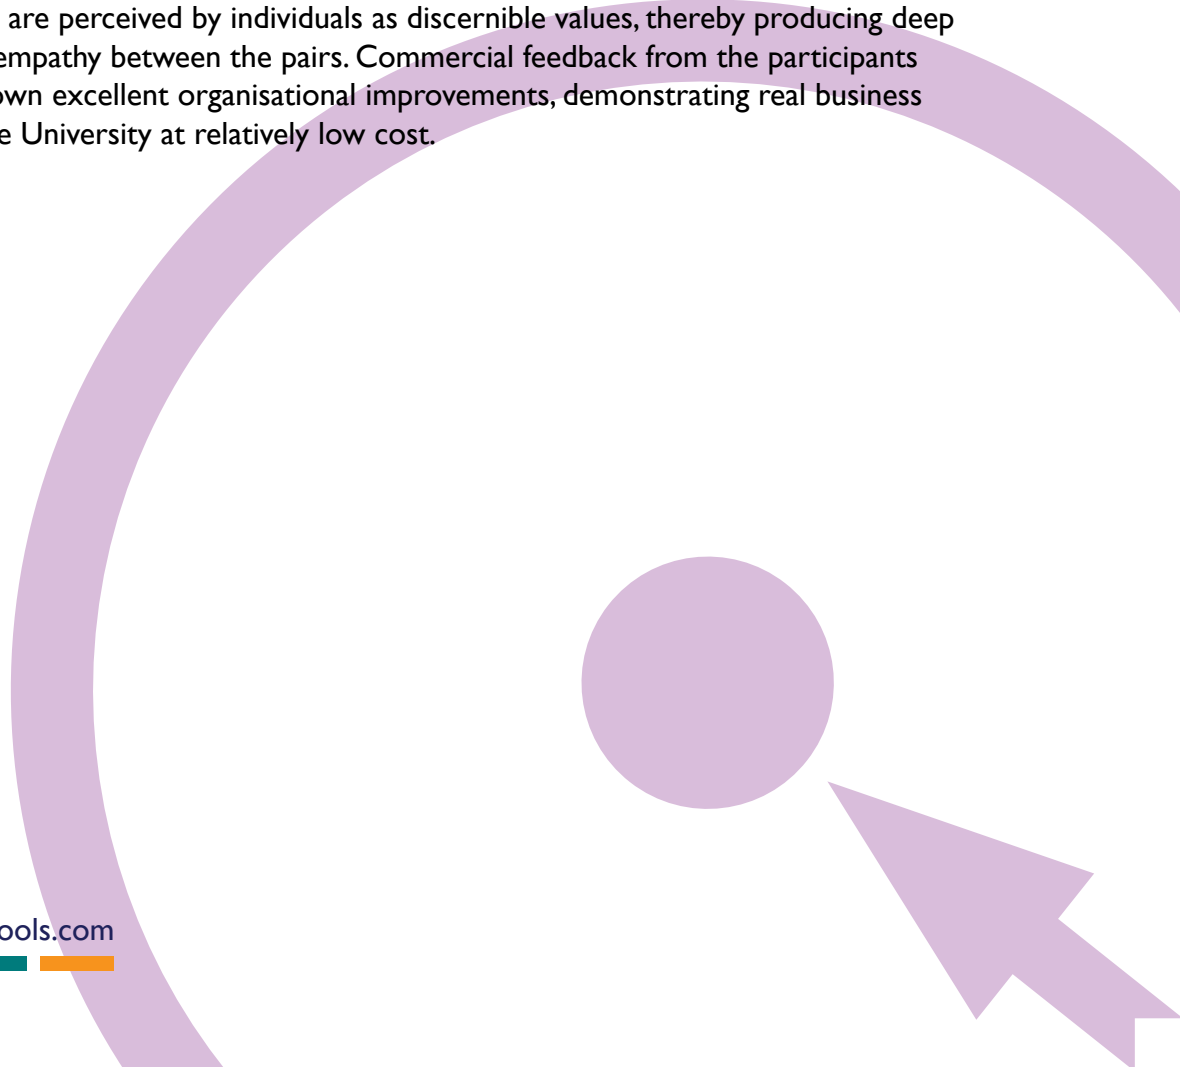 are perceived by individuals as discernible values, thereby producing deep
empathy between the pairs. Commercial feedback from the participants
own excellent organisational improvements, demonstrating real business
e University at relatively low cost.
ools.com